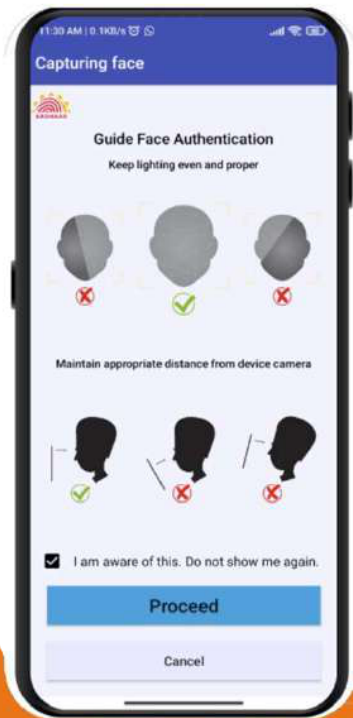 11:30 AM | 0.1KB/s
Capturing face
AADHAAR
Guide Face Authentication
Keep lighting even and proper
Maintain appropriate distance from device camera
I am aware of this. Do not show me again.
Proceed
Cancel